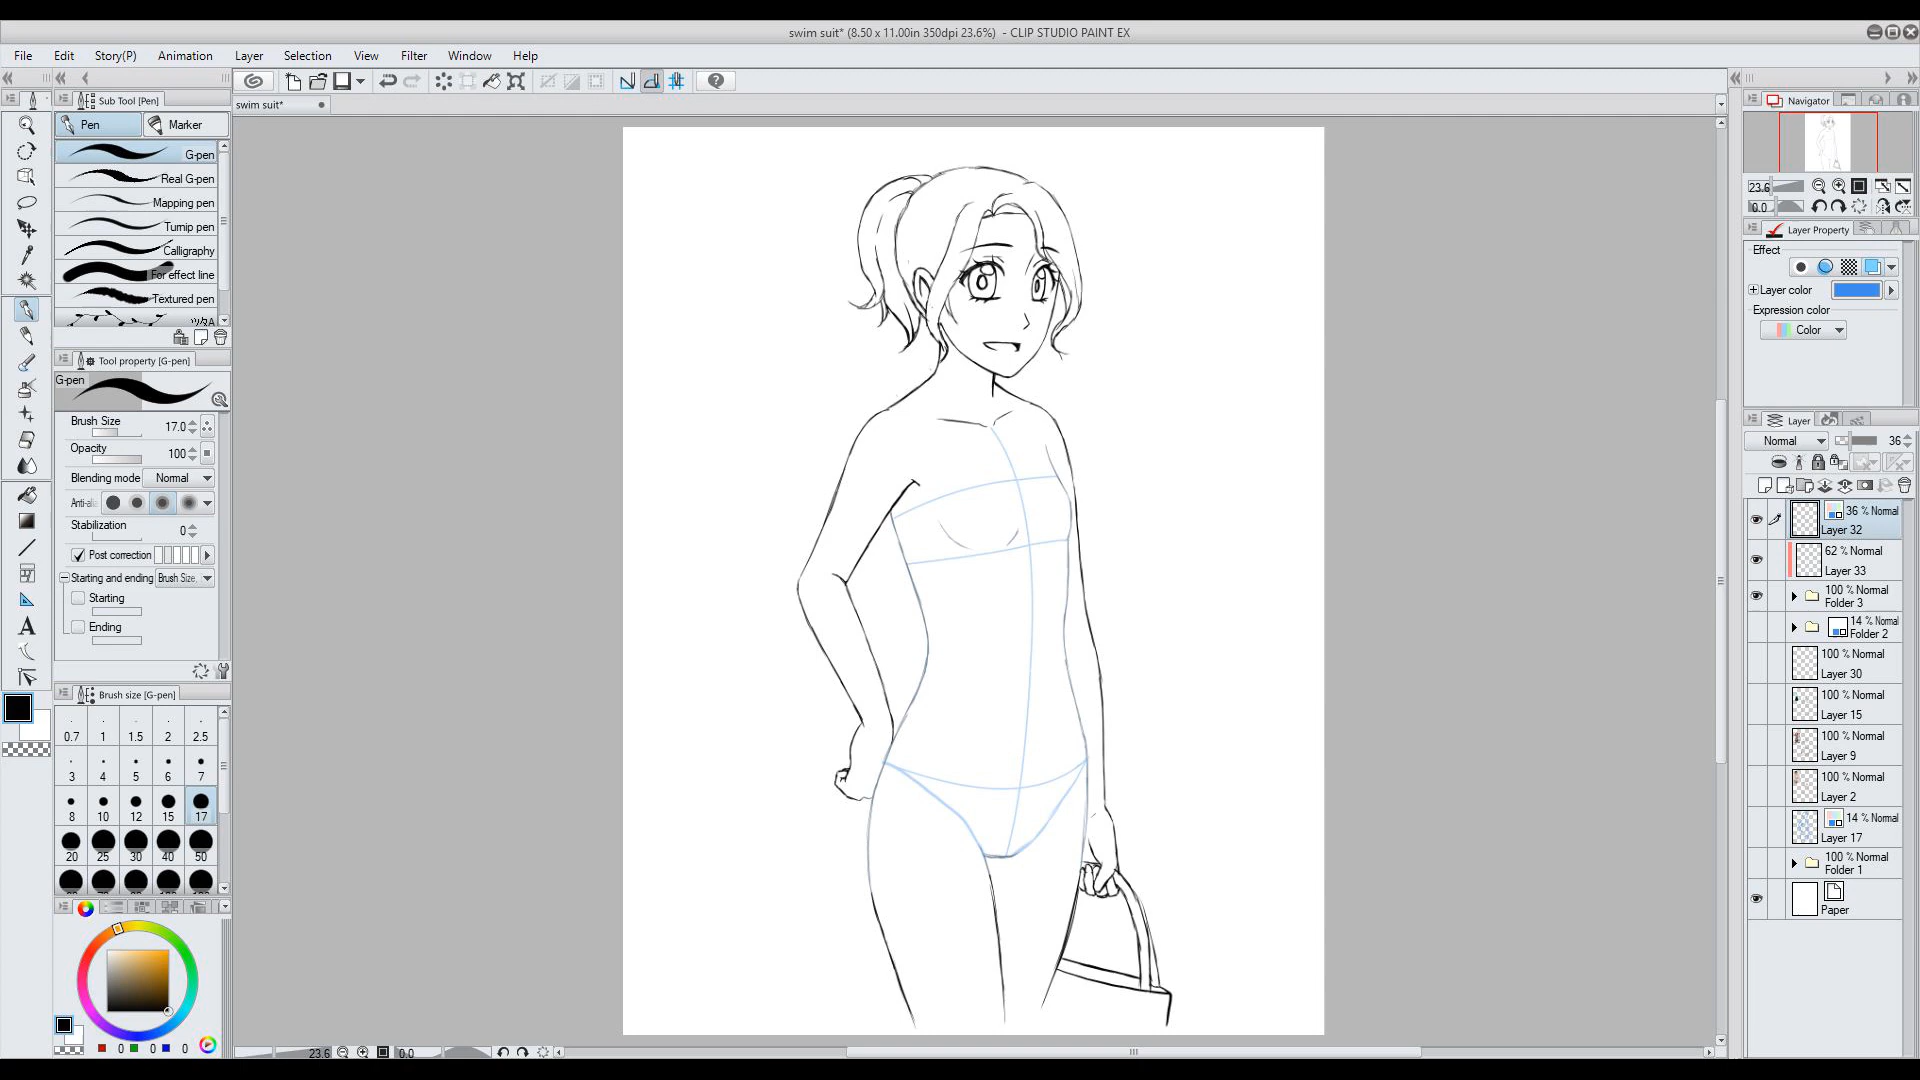 swim suit* (8.50 x 11.00in 350dpi 23.6%) - CLIP STUDIO PAINT EX
File Edit Story(P) Animation Layer Selection View Filter Window Help
Sub Tool [Pen]
Pen Marker
G-pen
Real G-pen
Mapping pen
Turnip pen
Calligraphy
For effect line
Textured pen
Tool property [G-pen]
G-pen
Brush Size 17.0
Opacity 100
Blending mode Normal
Anti-ali
Stabilization 0
Post correction
Starting and ending Brush Size,
Starting
Ending
Brush size [G-pen]
0.7 1 1.5 2 2.5
3 4 5 6 7
8 10 12 15 17
20 25 30 40 50
0 0 0
swim suit*
23.6 0.0
Navigator
23.6
0.0
Layer Property
Effect
Layer color
Expression color
Color
Layer
Normal 36
36 % Normal
Layer 32
62 % Normal
Layer 33
100 % Normal
Folder 3
14 % Normal
Folder 2
100 % Normal
Layer 30
100 % Normal
Layer 15
100 % Normal
Layer 9
100 % Normal
Layer 2
14 % Normal
Layer 17
100 % Normal
Folder 1
Paper